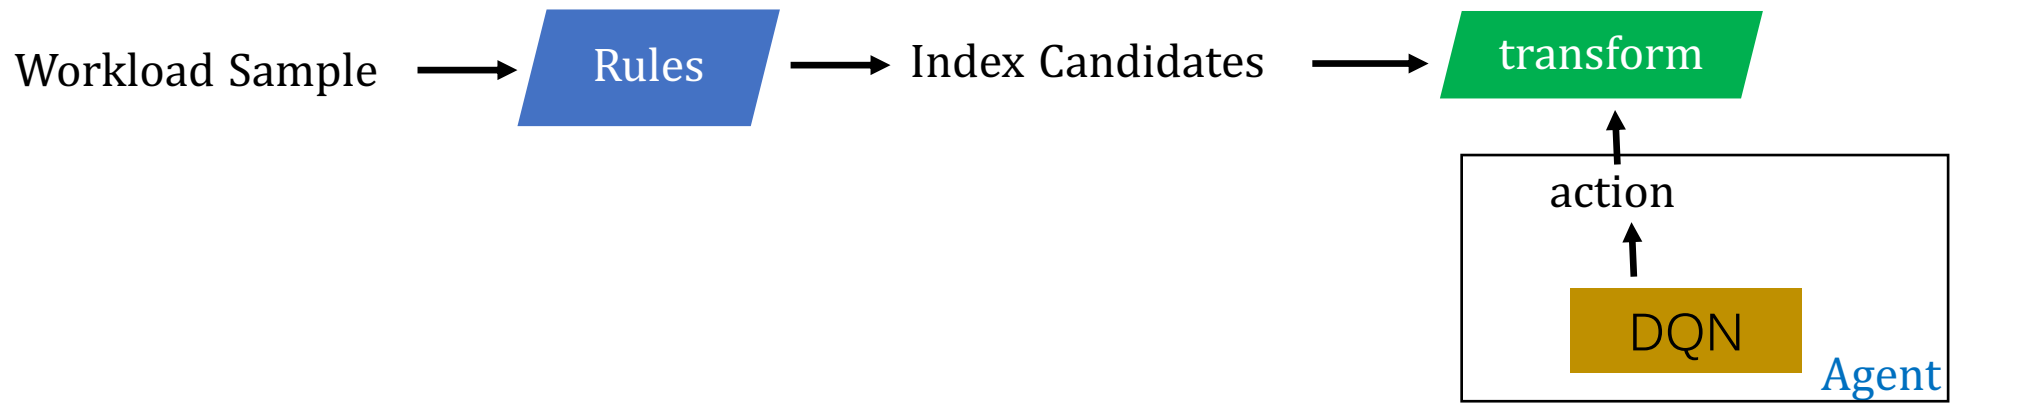 Workload Sample
Rules
Index Candidates
transform
action
DQN
Agent